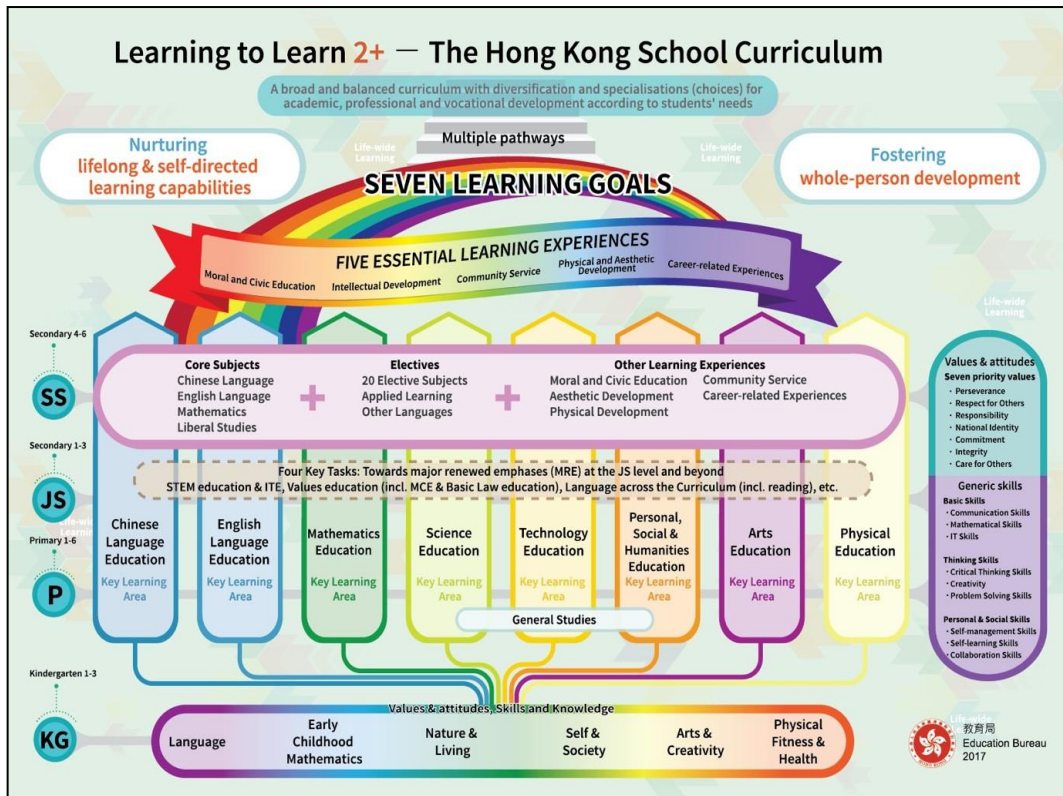 Learning to Learn 2+ — The Hong Kong School Curriculum
A broad and balanced curriculum with diversification and specialisations (choices) for
academic, professional and vocational development according to students' needs
Multiple pathways
Nurturing
lifelong & self-directed
learning capabilities
Life-wide
Learning
Life-wide
Learning
Fostering
whole-person development
SEVEN LEARNING GOALS
FIVE ESSENTIAL LEARNING EXPERIENCES
Moral and Civic Education
Intellectual Development
Community Service
Physical and Aesthetic
Development
Career-related Experiences
Life-wide
Learning
Secondary 4-6
SS
Core Subjects
Chinese Language
English Language
Mathematics
Liberal Studies
+
Electives
20 Elective Subjects
Applied Learning
Other Languages
+
Other Learning Experiences
Moral and Civic Education
Aesthetic Development
Physical Development
Community Service
Career-related Experiences
Secondary 1-3
JS
Four Key Tasks: Towards major renewed emphases (MRE) at the JS level and beyond
STEM education & ITE, Values education (incl. MCE & Basic Law education), Language across the Curriculum (incl. reading), etc.
Life-wide
Primary 1-6
P
Chinese
Language
Education
Key Learning
Area
English
Language
Education
Key Learning
Area
Mathematics
Education
Key Learning
Area
Science
Education
Key Learning
Area
Technology
Education
Key Learning
Area
Personal,
Social &
Humanities
Education
Key Learning
Area
Arts
Education
Key Learning
Area
Physical
Education
Key Learning
Area
General Studies
Values & attitudes
Seven priority values
· Perseverance
· Respect for Others
· Responsibility
· National Identity
· Commitment
· Integrity
· Care for Others
Generic skills
Basic Skills
· Communication Skills
· Mathematical Skills
· IT Skills
Thinking Skills
· Critical Thinking Skills
· Creativity
· Problem Solving Skills
Personal & Social Skills
· Self-management Skills
· Self-learning Skills
· Collaboration Skills
Kindergarten 1-3
KG
Values & attitudes, Skills and Knowledge
Language
Early
Childhood
Mathematics
Nature &
Living
Self &
Society
Arts &
Creativity
Physical
Fitness &
Health
Life-wide
教育局
Education Bureau
2017